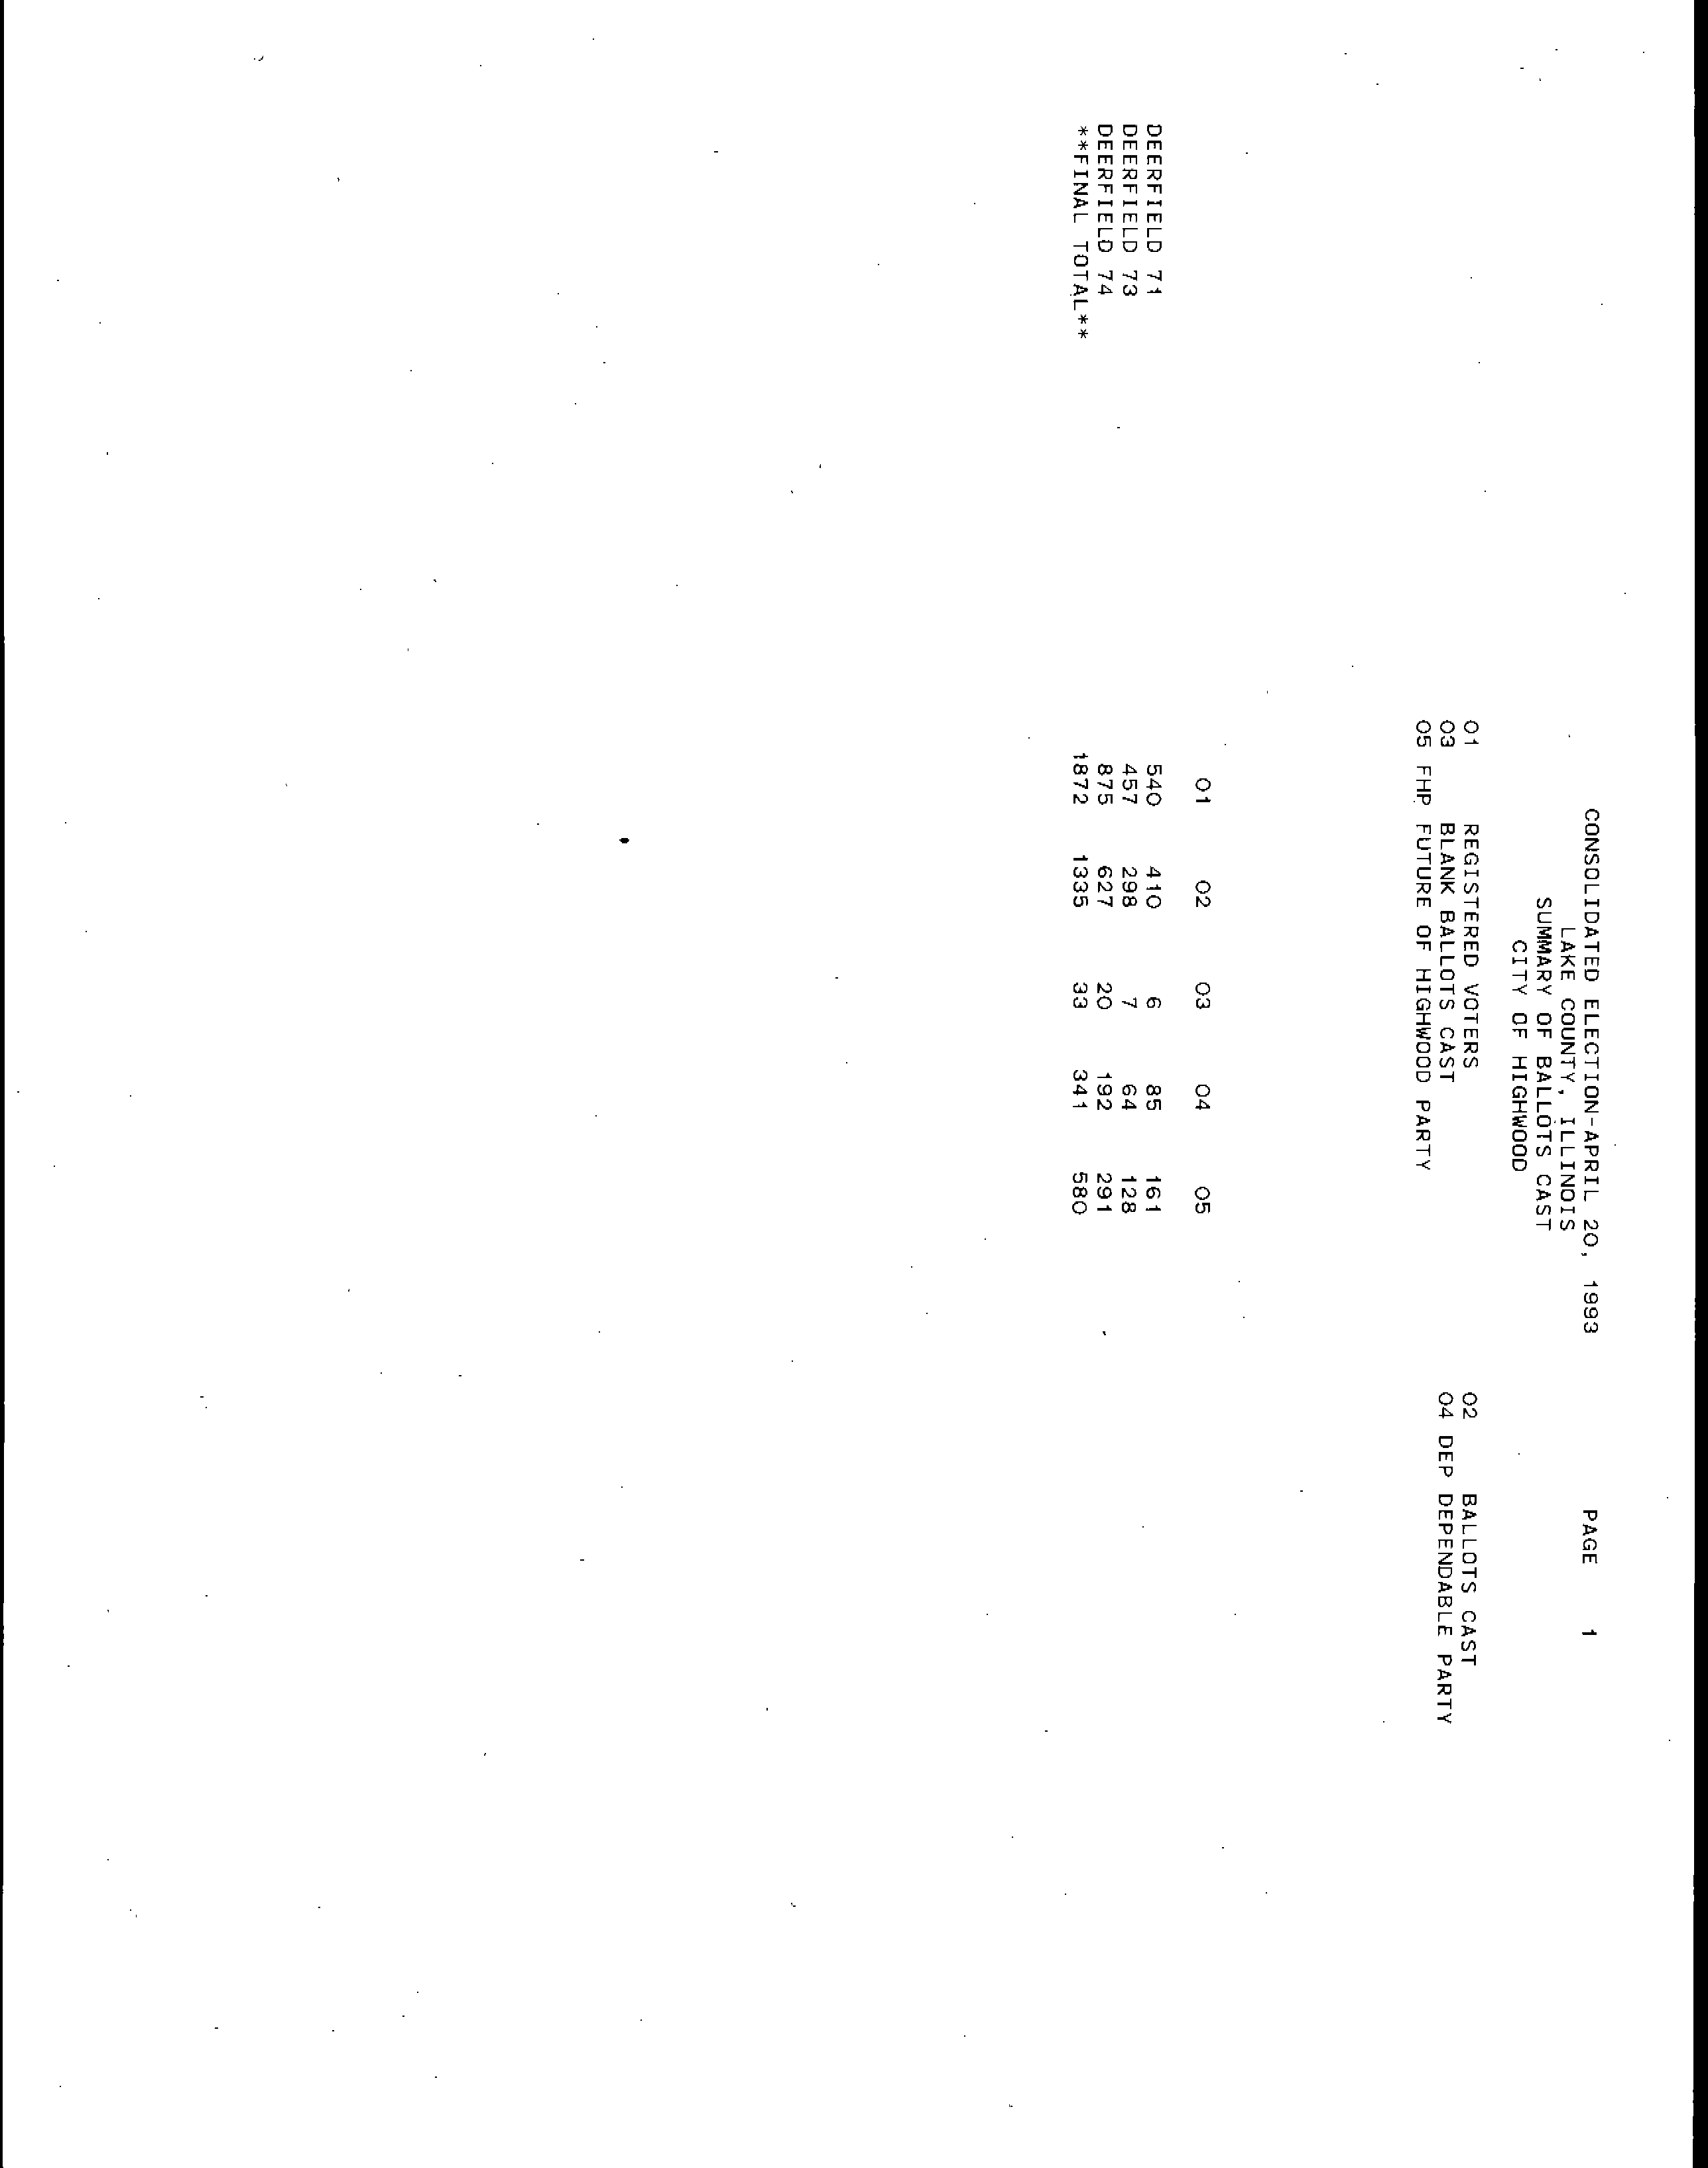 CONSOLIDATED ELECTION-APRIL 20, 1993 PAGE 1
LAKE COUNTY, ILLINOIS
SUMMARY OF BALLOTS CAST
CITY OF HIGHWOOD
01 REGISTERED VOTERS 02 BALLOTS CAST
03 BLANK BALLOTS CAST 04 DEP DEPENDABLE PARTY
05 FHP FUTURE OF HIGHWOOD PARTY
01 02 03 04 05
DEERFIELD 71 540 410 6 85 161
DEERFIELD 73 457 298 7 64 128
DEERFIELD 74 875 627 20 192 291
**FINAL TOTAL** 1872 1335 33 341 580